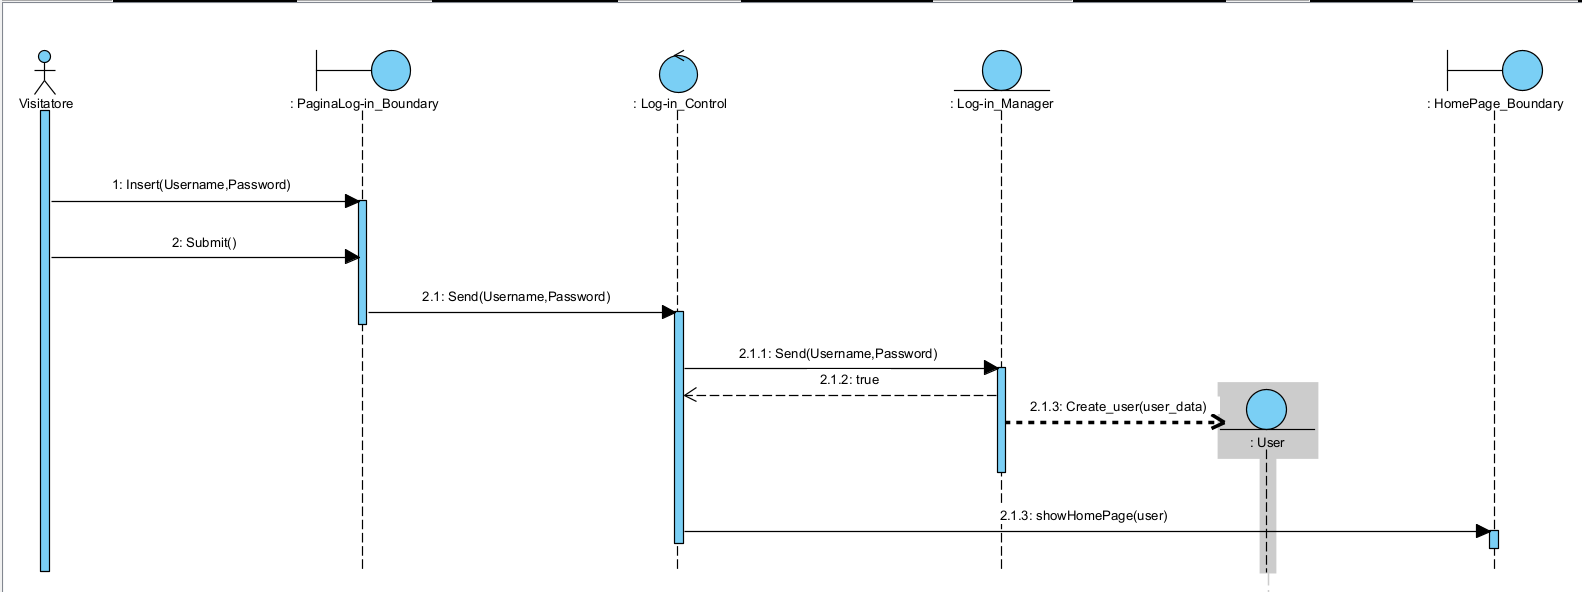 Visitatore
: PaginaLog-in_Boundary
: Log-in_Control
: Log-in_Manager
: HomePage_Boundary
1: Insert(Username,Password)
2: Submit()
2.1: Send(Username,Password)
2.1.1: Send(Username,Password)
2.1.2: true
2.1.3: Create_user(user_data)
: User
2.1.3: showHomePage(user)